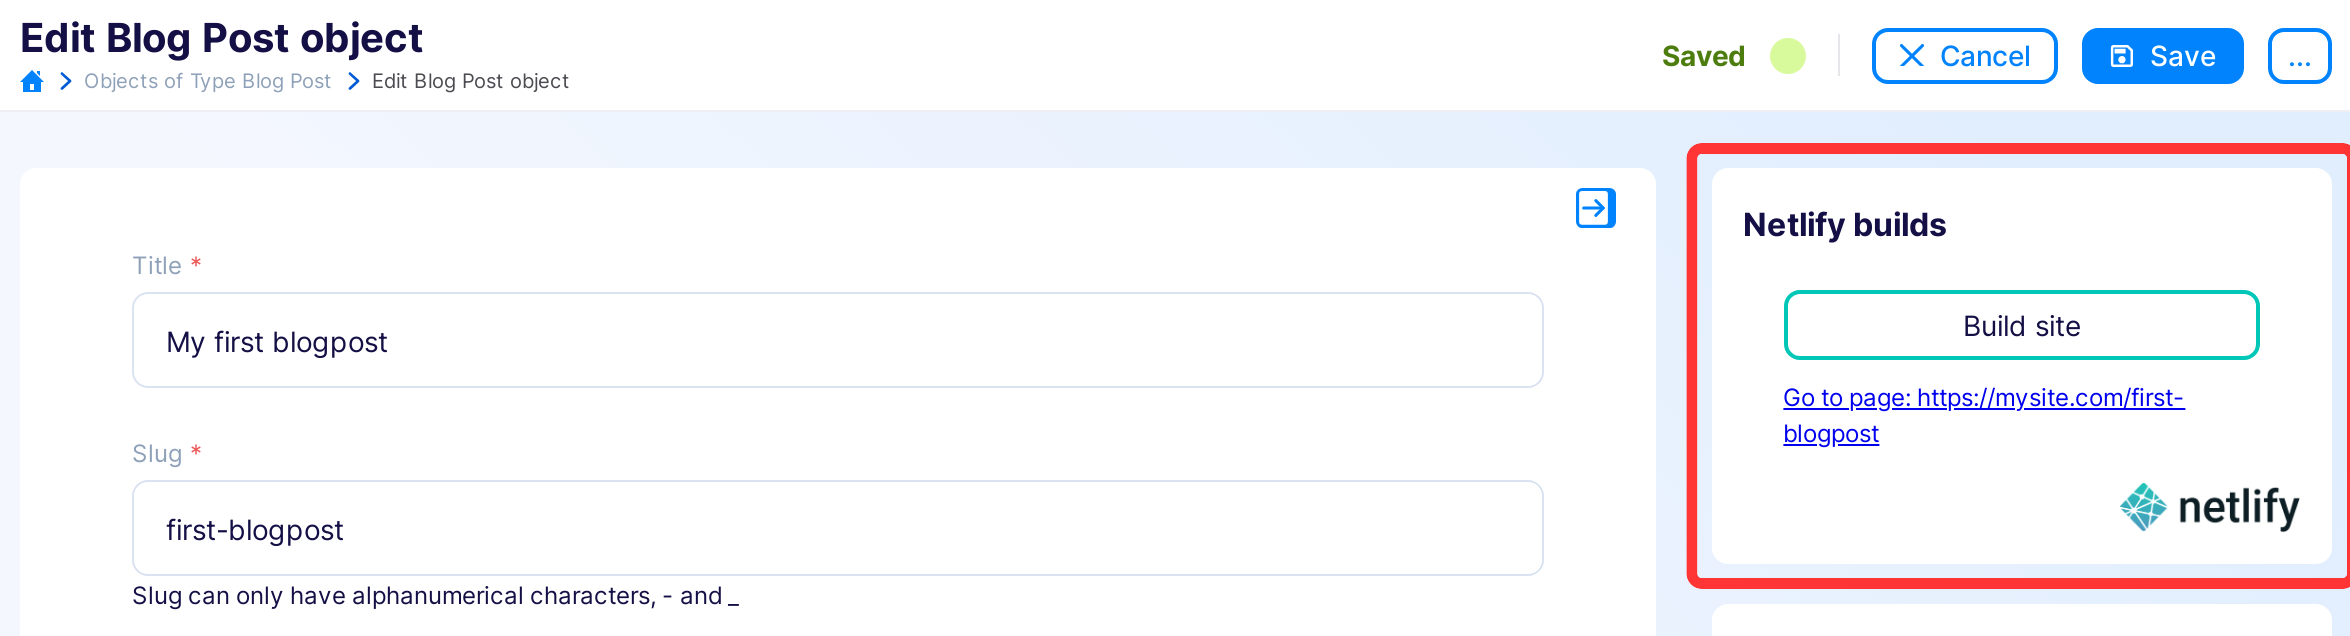 Edit Blog Post object
Objects of Type Blog Post Edit Blog Post object
Saved
Cancel
Save
...
Title *
My first blogpost
Slug *
first-blogpost
Slug can only have alphanumerical characters, - and _
Netlify builds
Build site
Go to page: https://mysite.com/first-
blogpost
netlify